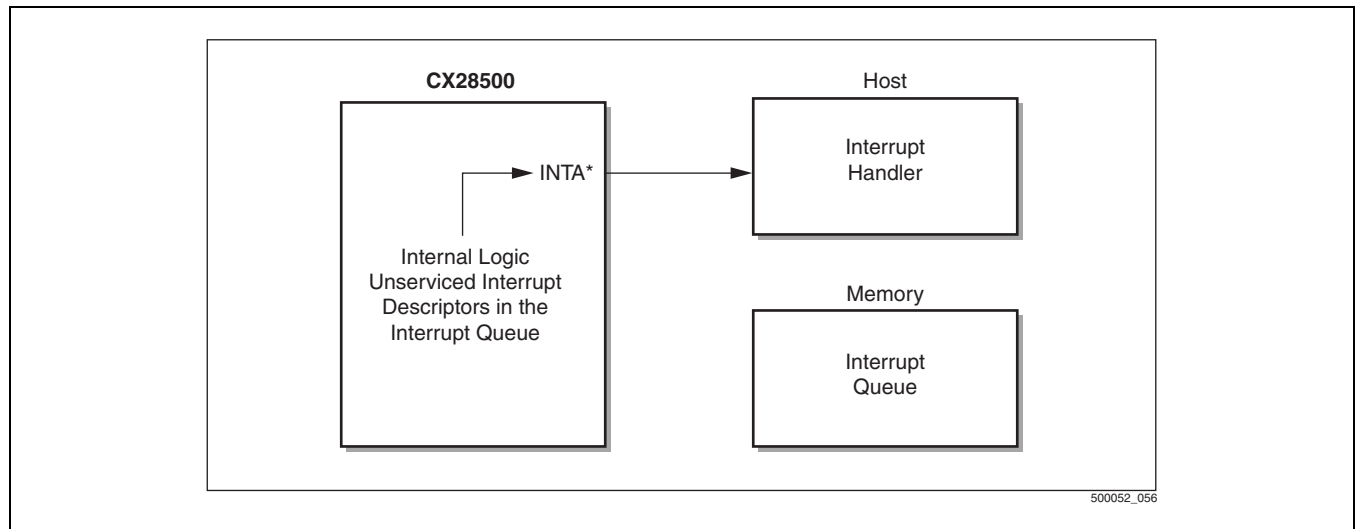 CX28500
Host
INTA*
Interrupt
Handler
Internal Logic
Unserviced Interrupt
Descriptors in the
Interrupt Queue
Memory
Interrupt
Queue
500052_056